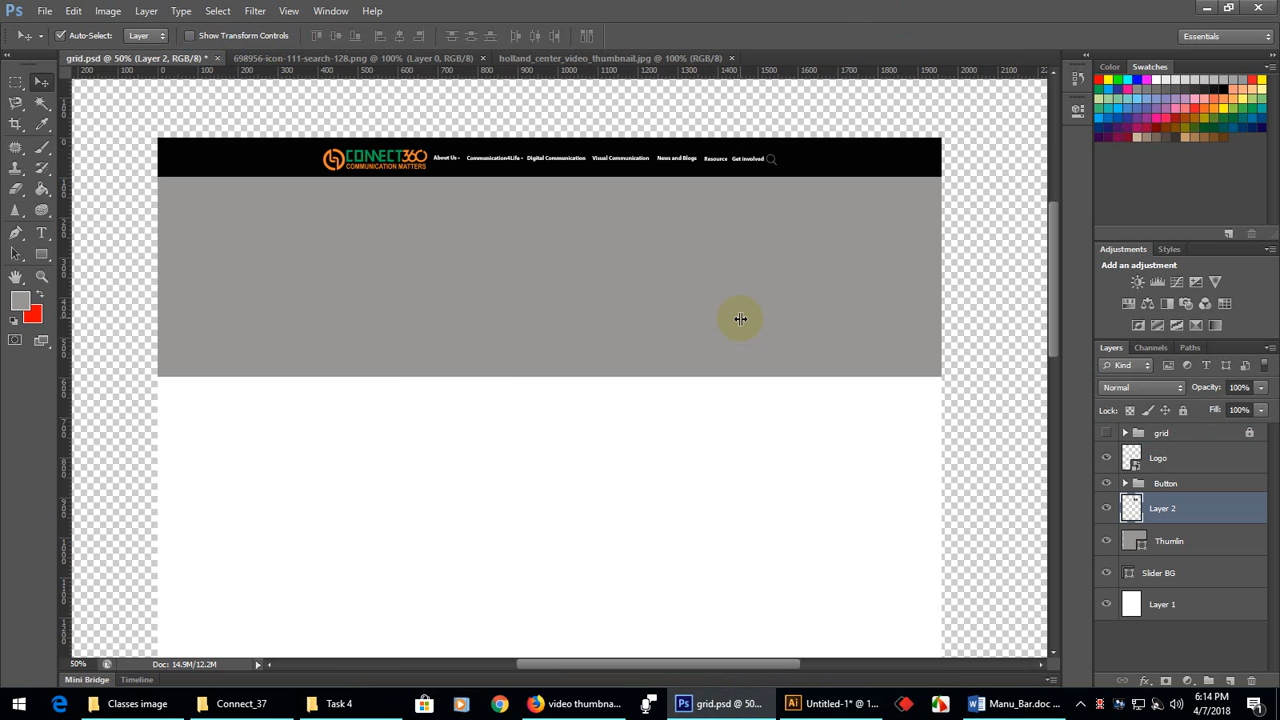 Ps File Edit Image Layer Type Select Filter View Window Help
Auto-Select: Layer Show Transform Controls Essentials
grid.psd @ 50% (Layer 2, RGB/8) * × 698956-icon-111-search-128.png @ 100% (Layer 0, RGB/8) × holland_center_video_thumbnail.jpg @ 100% (RGB/8) ×
200 100 0 100 200 300 400 500 600 700 800 900 1000 1100 1200 1300 1400 1500 1600 1700 1800 1900 2000 2100
Color Swatches
CONNECT360
COMMUNICATION MATTERS
About Us Communication4Life Digital Communication Visual Communication News and Blogs Resource Get Involved
Adjustments Styles
Add an adjustment
Layers Channels Paths
Kind
Normal Opacity: 100%
Lock: Fill: 100%
grid
Logo
Button
Layer 2
Thumlin
Slider BG
Layer 1
50% Doc: 14.9M/12.2M
Mini Bridge Timeline
Classes image Connect_37 Task 4 video thumbna... Ps grid.psd @ 50... Ai Untitled-1* @ 1... Manu_Bar.doc ...
6:14 PM
4/7/2018